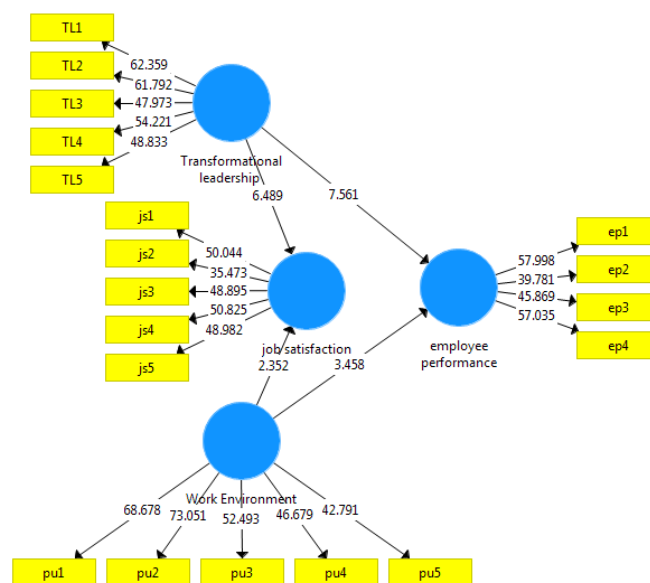 TL1
TL2
TL3
TL4
TL5
62.359
61.792
47.973
54.221
48.833
Transformational
leadership
6.489
7.561
js1
js2
js3
js4
js5
50.044
35.473
48.895
50.825
48.982
job satisfaction
2.352
3.458
employee
performance
57.998
39.781
45.869
57.035
ep1
ep2
ep3
ep4
Work Environment
68.678
73.051
52.493
46.679
42.791
pu1
pu2
pu3
pu4
pu5